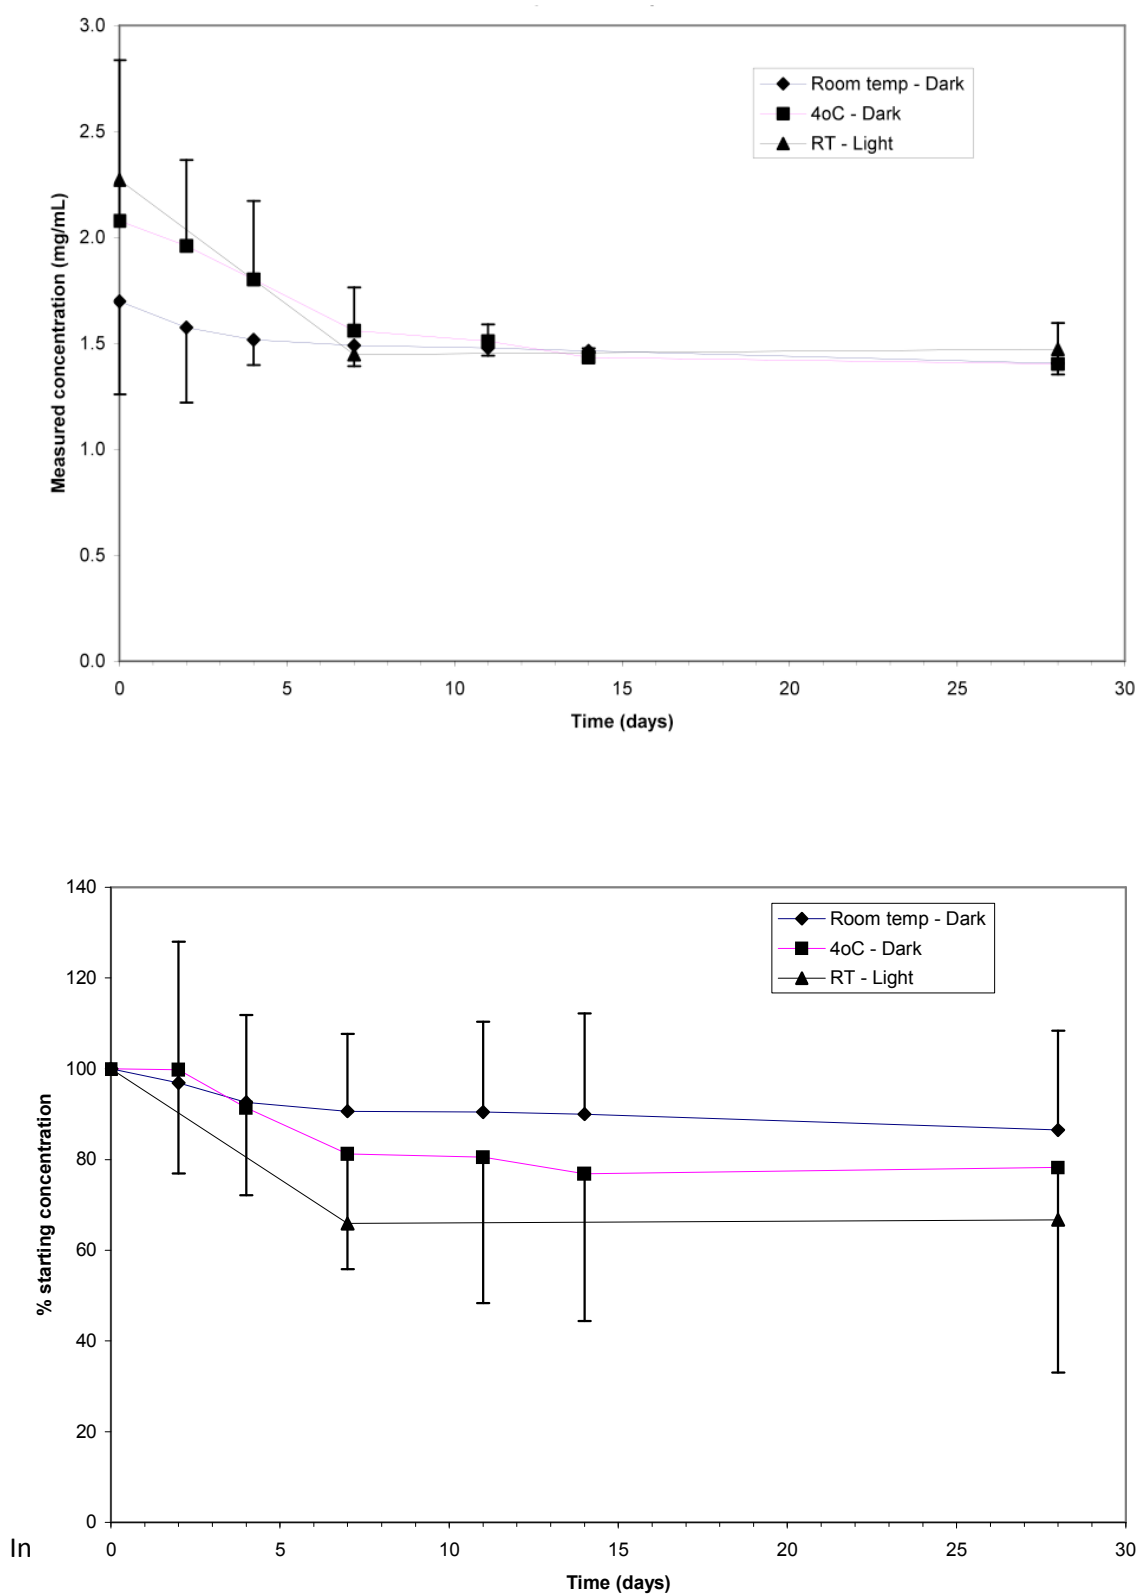 3.0
2.5
2.0
1.5
1.0
0.5
0.0
Measured concentration (mg/mL)
Room temp - Dark
4oC - Dark
RT - Light
0 5 10 15 20 25 30
Time (days)
140
120
100
80
60
40
20
0
% starting concentration
Room temp - Dark
4oC - Dark
RT - Light
In
0 5 10 15 20 25 30
Time (days)